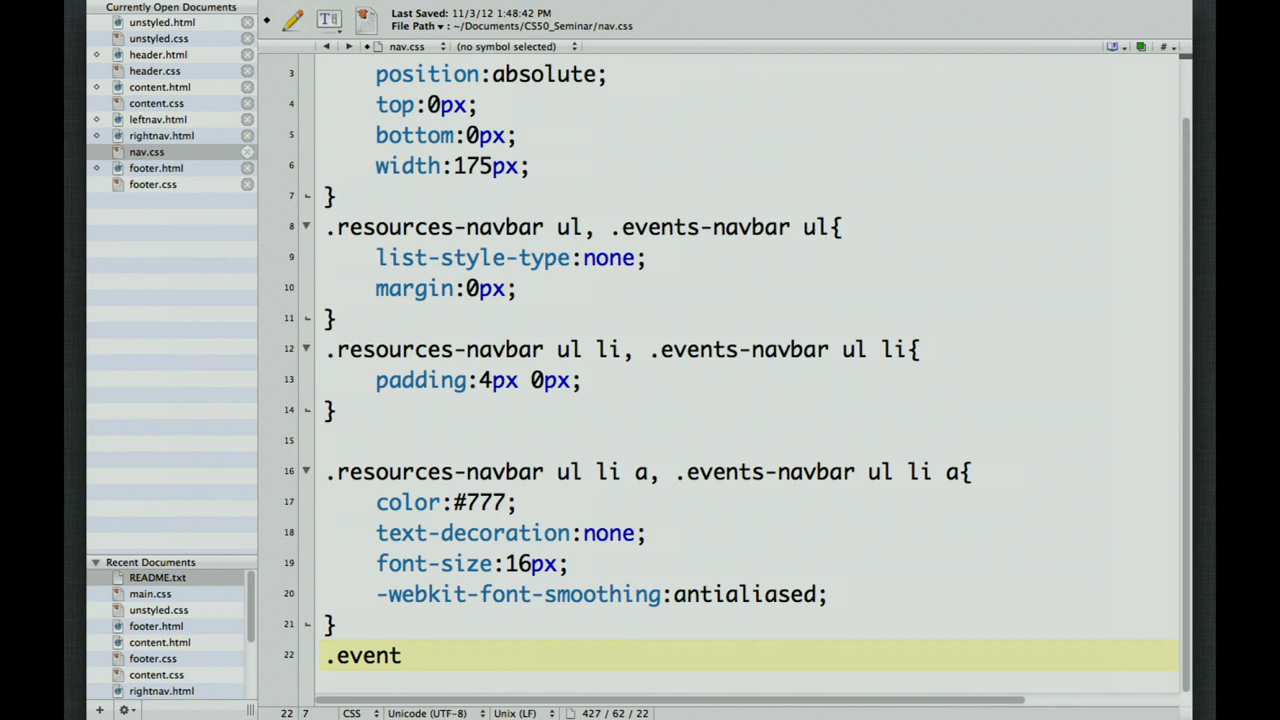 Currently Open Documents
unstyled.html
unstyled.css
header.html
header.css
content.html
content.css
leftnav.html
rightnav.html
nav.css
footer.html
footer.css
Recent Documents
README.txt
main.css
unstyled.css
footer.html
content.html
footer.css
content.css
rightnav.html
Last Saved: 11/3/12 1:48:42 PM
File Path ▾ : ~/Documents/CS50_Seminar/nav.css
nav.css (no symbol selected)
#
3 position:absolute;
4 top:0px;
5 bottom:0px;
6 width:175px;
7 }
8 .resources-navbar ul, .events-navbar ul{
9 list-style-type:none;
10 margin:0px;
11 }
12 .resources-navbar ul li, .events-navbar ul li{
13 padding:4px 0px;
14 }
15
16 .resources-navbar ul li a, .events-navbar ul li a{
17 color:#777;
18 text-decoration:none;
19 font-size:16px;
20 -webkit-font-smoothing:antialiased;
21 }
22 .event
22 7 CSS Unicode (UTF-8) Unix (LF) 427 / 62 / 22